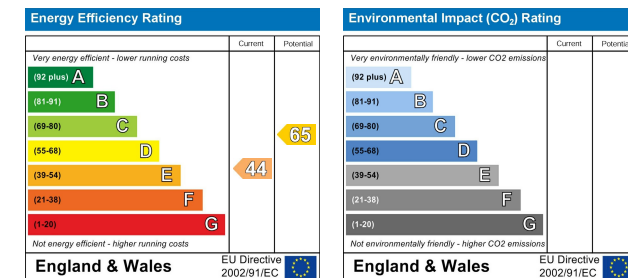 Energy Efficiency Rating
Current Potential
Very energy efficient - lower running costs
(92 plus) A
(81-91) B
(69-80) C
(55-68) D
(39-54) E
(21-38) F
(1-20) G
44
65
Not energy efficient - higher running costs
England & Wales
EU Directive
2002/91/EC
Environmental Impact (CO₂) Rating
Current Potentia
Very environmentally friendly - lower CO2 emissions
(92 plus) A
(81-91) B
(69-80) C
(55-68) D
(39-54) E
(21-38) F
(1-20) G
Not environmentally friendly - higher CO2 emissions
England & Wales
EU Directive
2002/91/EC